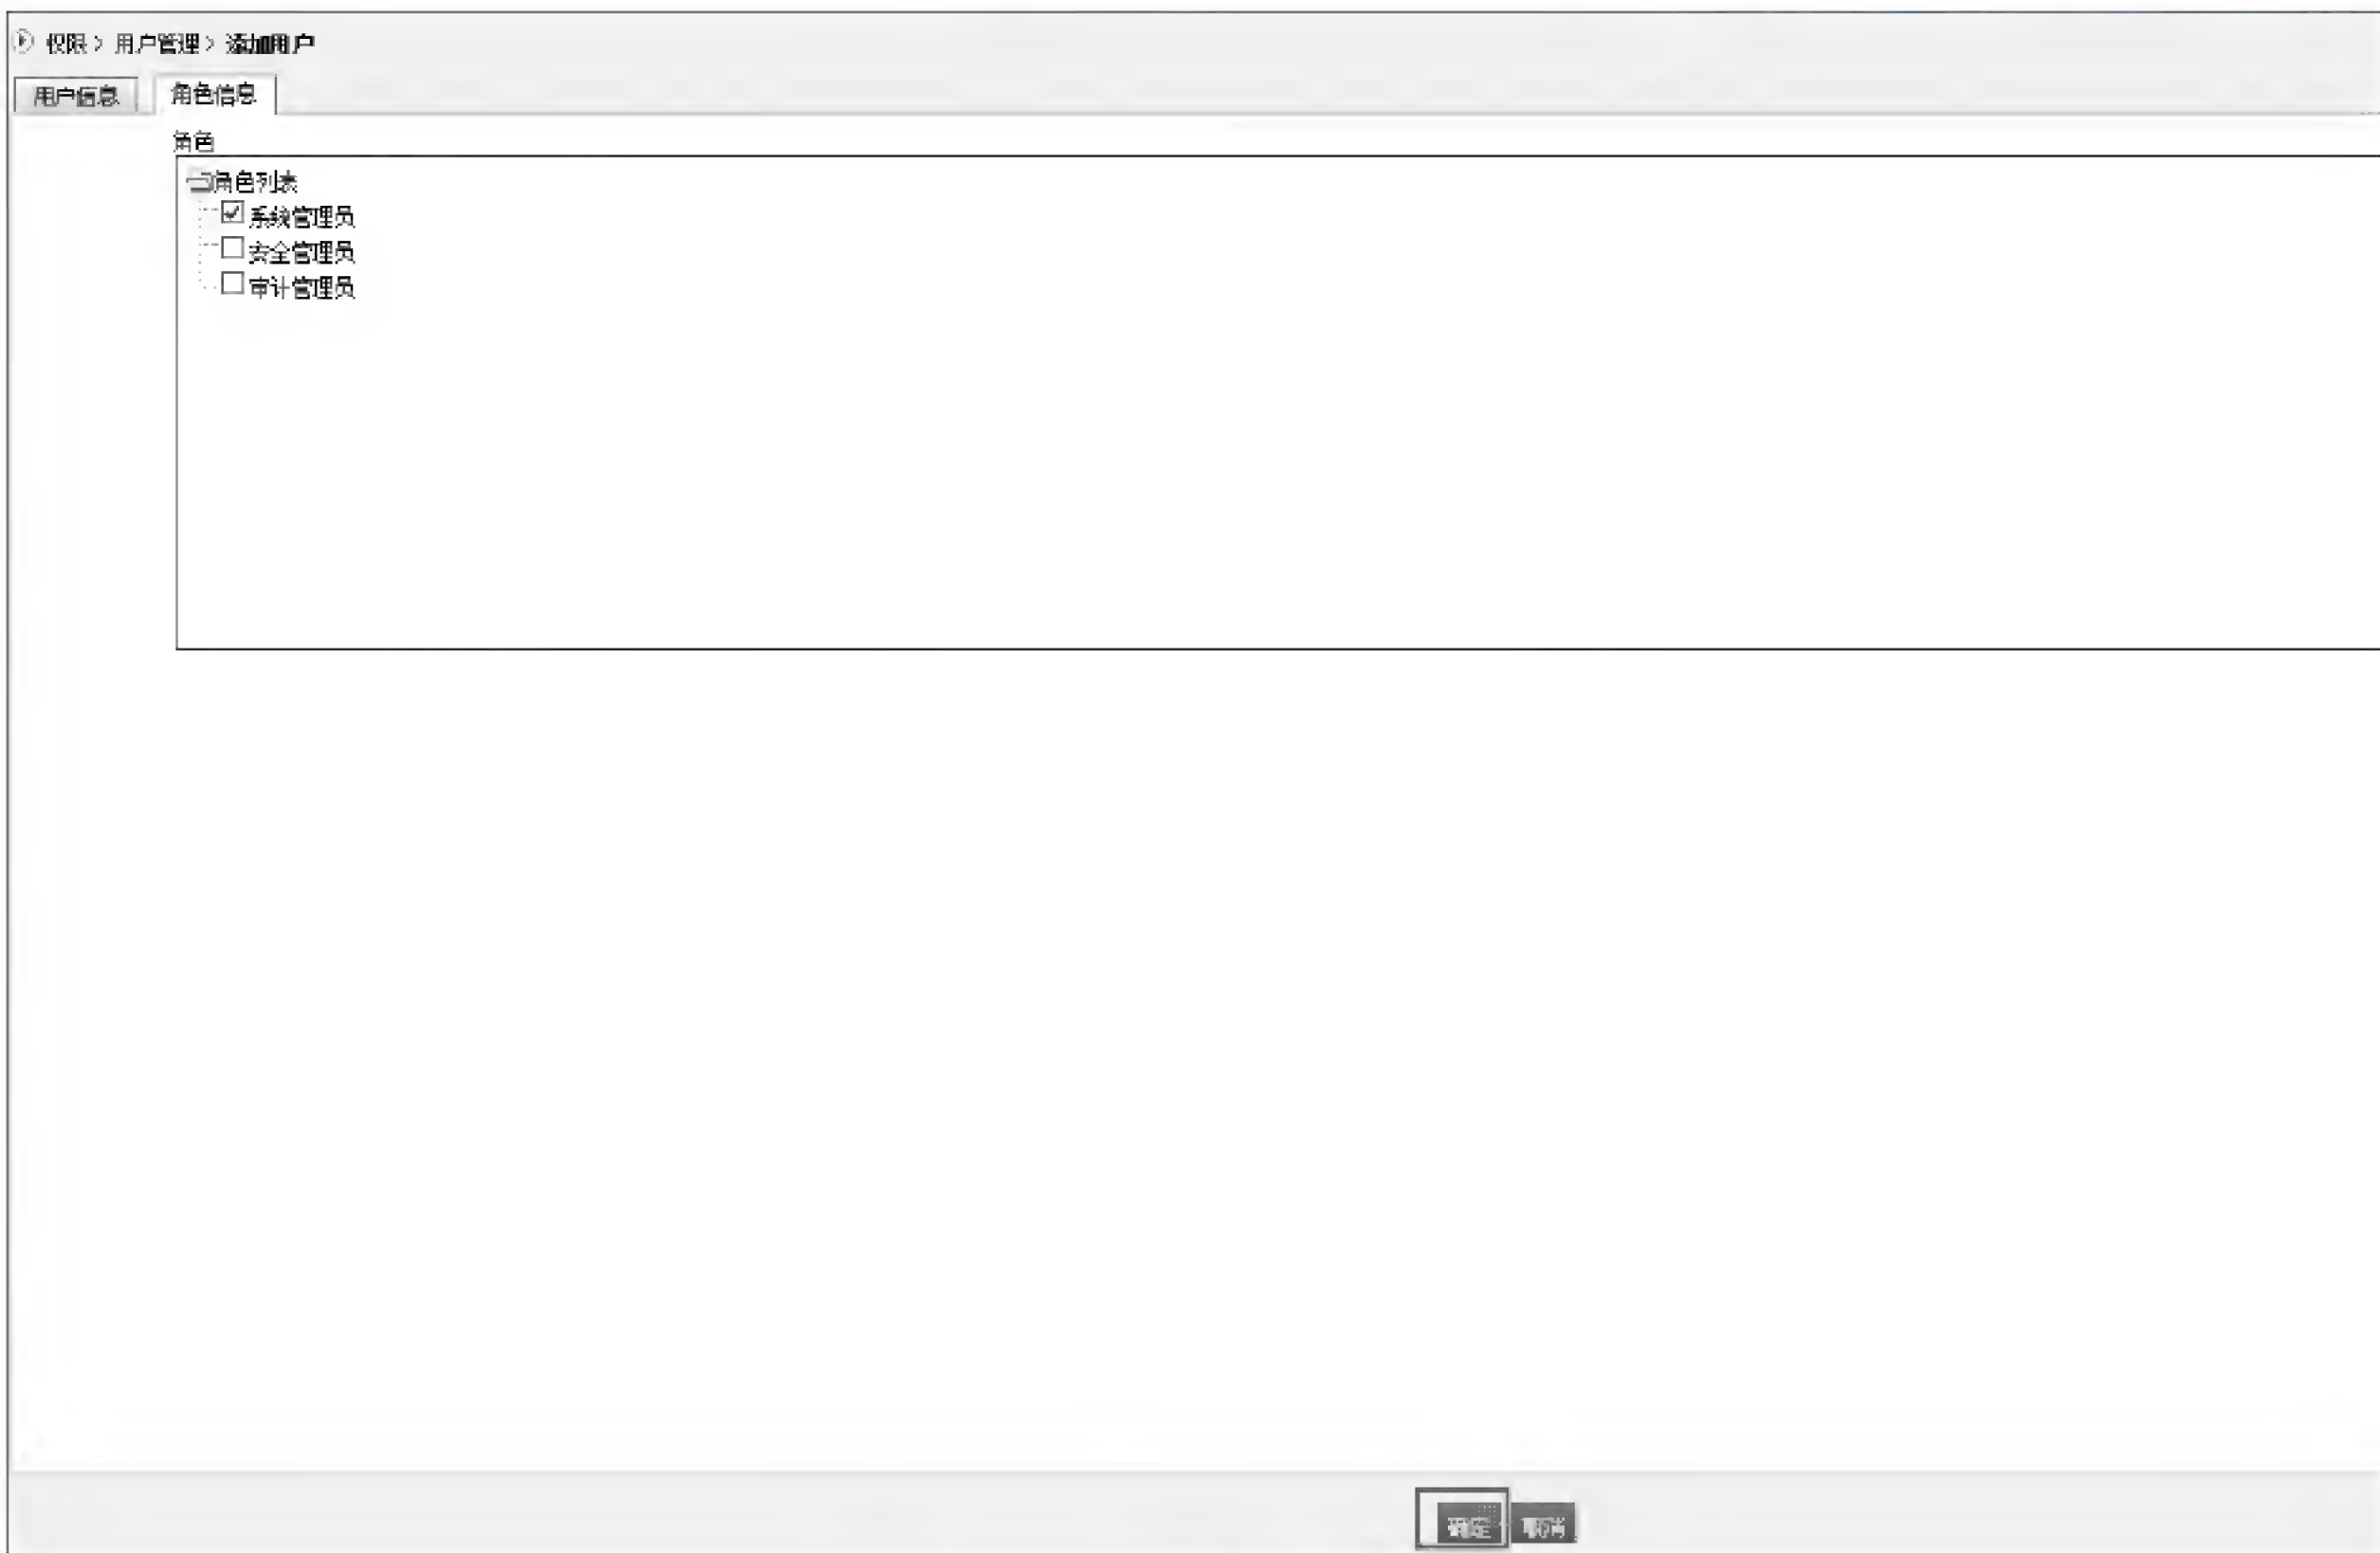 权限 > 用户管理 > 添加用户
用户信息 角色信息
角色
角色列表
系统管理员
安全管理员
审计管理员
确定 取消